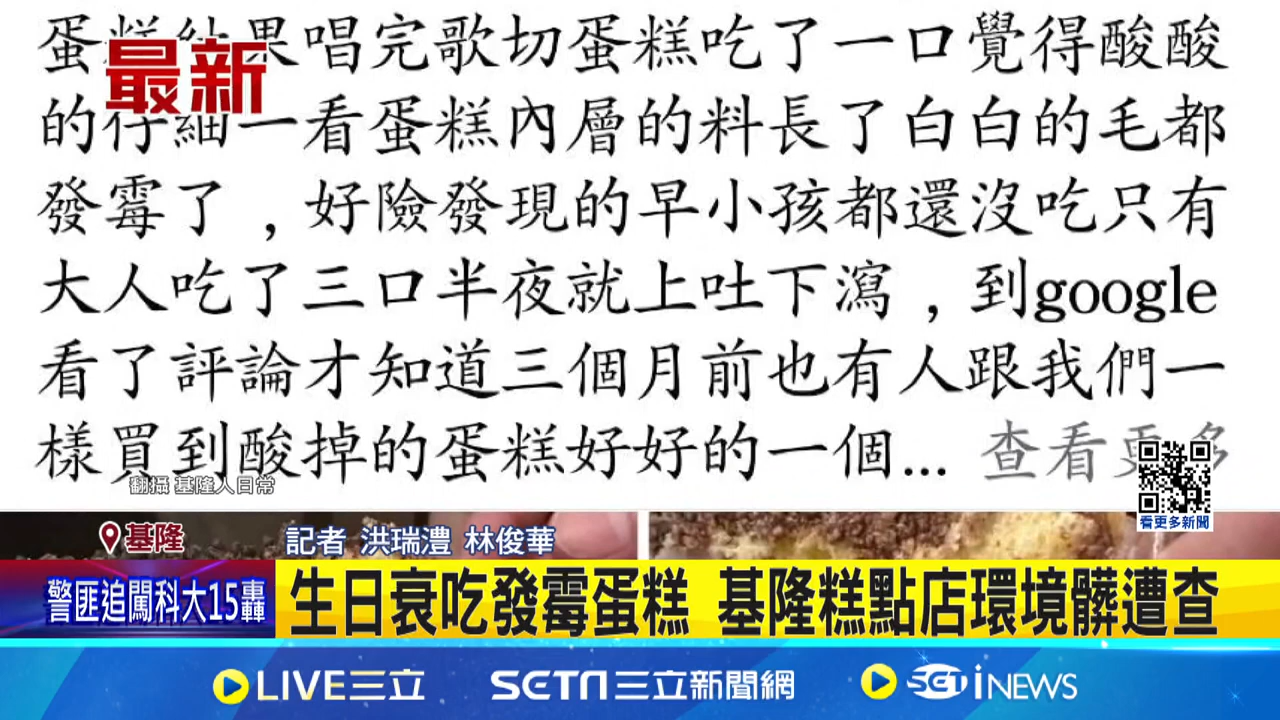 蛋糕結果唱完歌切蛋糕吃了一口覺得酸酸
最新
的仔細一看蛋糕內層的料長了白白的毛都
發霉了，好險發現的早小孩都還沒吃只有
大人吃了三口半夜就上吐下瀉，到google
看了評論才知道三個月前也有人跟我們一
樣買到酸掉的蛋糕好好的一個... 查看更多
翻攝 基隆人日常
看更多新聞
基隆
記者 洪瑞澧 林俊華
警匪追闖科大15轟
生日衰吃發霉蛋糕 基隆糕點店環境髒遭查
LIVE三立
SETN三立新聞網
SETiNEWS